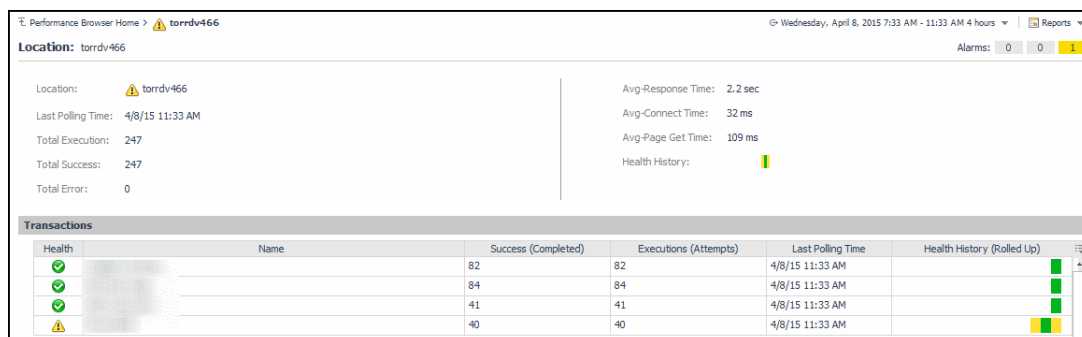 Performance Browser Home > torrdv466
Wednesday, April 8, 2015 7:33 AM - 11:33 AM 4 hours
Reports
Location: torrdv466
Alarms: 0 0 1
Location: torrdv466
Last Polling Time: 4/8/15 11:33 AM
Total Execution: 247
Total Success: 247
Total Error: 0
Avg-Response Time: 2.2 sec
Avg-Connect Time: 32 ms
Avg-Page Get Time: 109 ms
Health History:
Transactions
Health Name Success (Completed) Executions (Attempts) Last Polling Time Health History (Rolled Up)
82 82 4/8/15 11:33 AM
84 84 4/8/15 11:33 AM
41 41 4/8/15 11:33 AM
40 40 4/8/15 11:33 AM